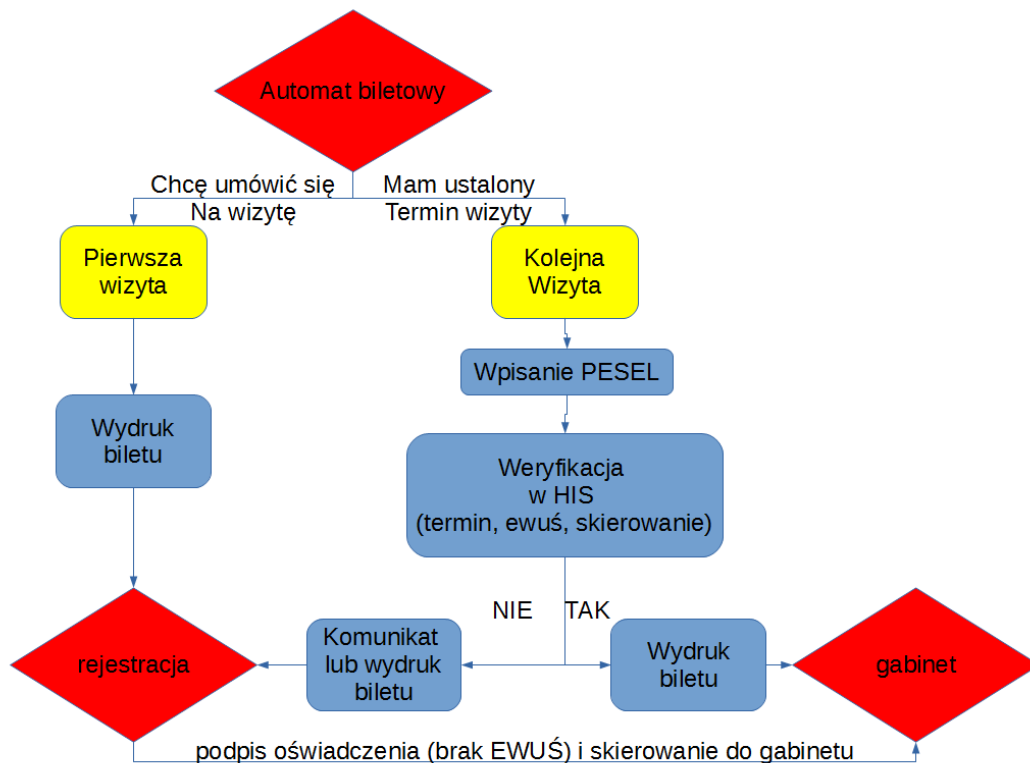 Automat biletowy
Chcę umówić się
Na wizytę
Mam ustalony
Termin wizyty
Pierwsza
wizyta
Kolejna
Wizyta
Wpisanie PESEL
Wydruk
biletu
Weryfikacja
w HIS
(termin, ewuś, skierowanie)
NIE
TAK
rejestracja
Komunikat
lub wydruk
biletu
Wydruk
biletu
gabinet
podpis oświadczenia (brak EWUŚ) i skierowanie do gabinetu